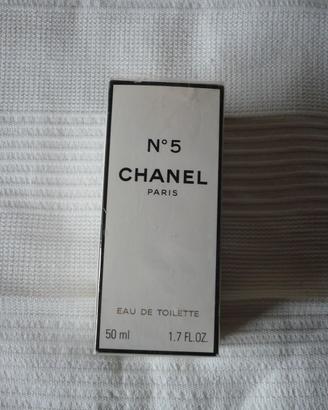 N°5
CHANEL
PARIS
EAU DE TOILETTE
50 ml 1.7 FL.OZ.